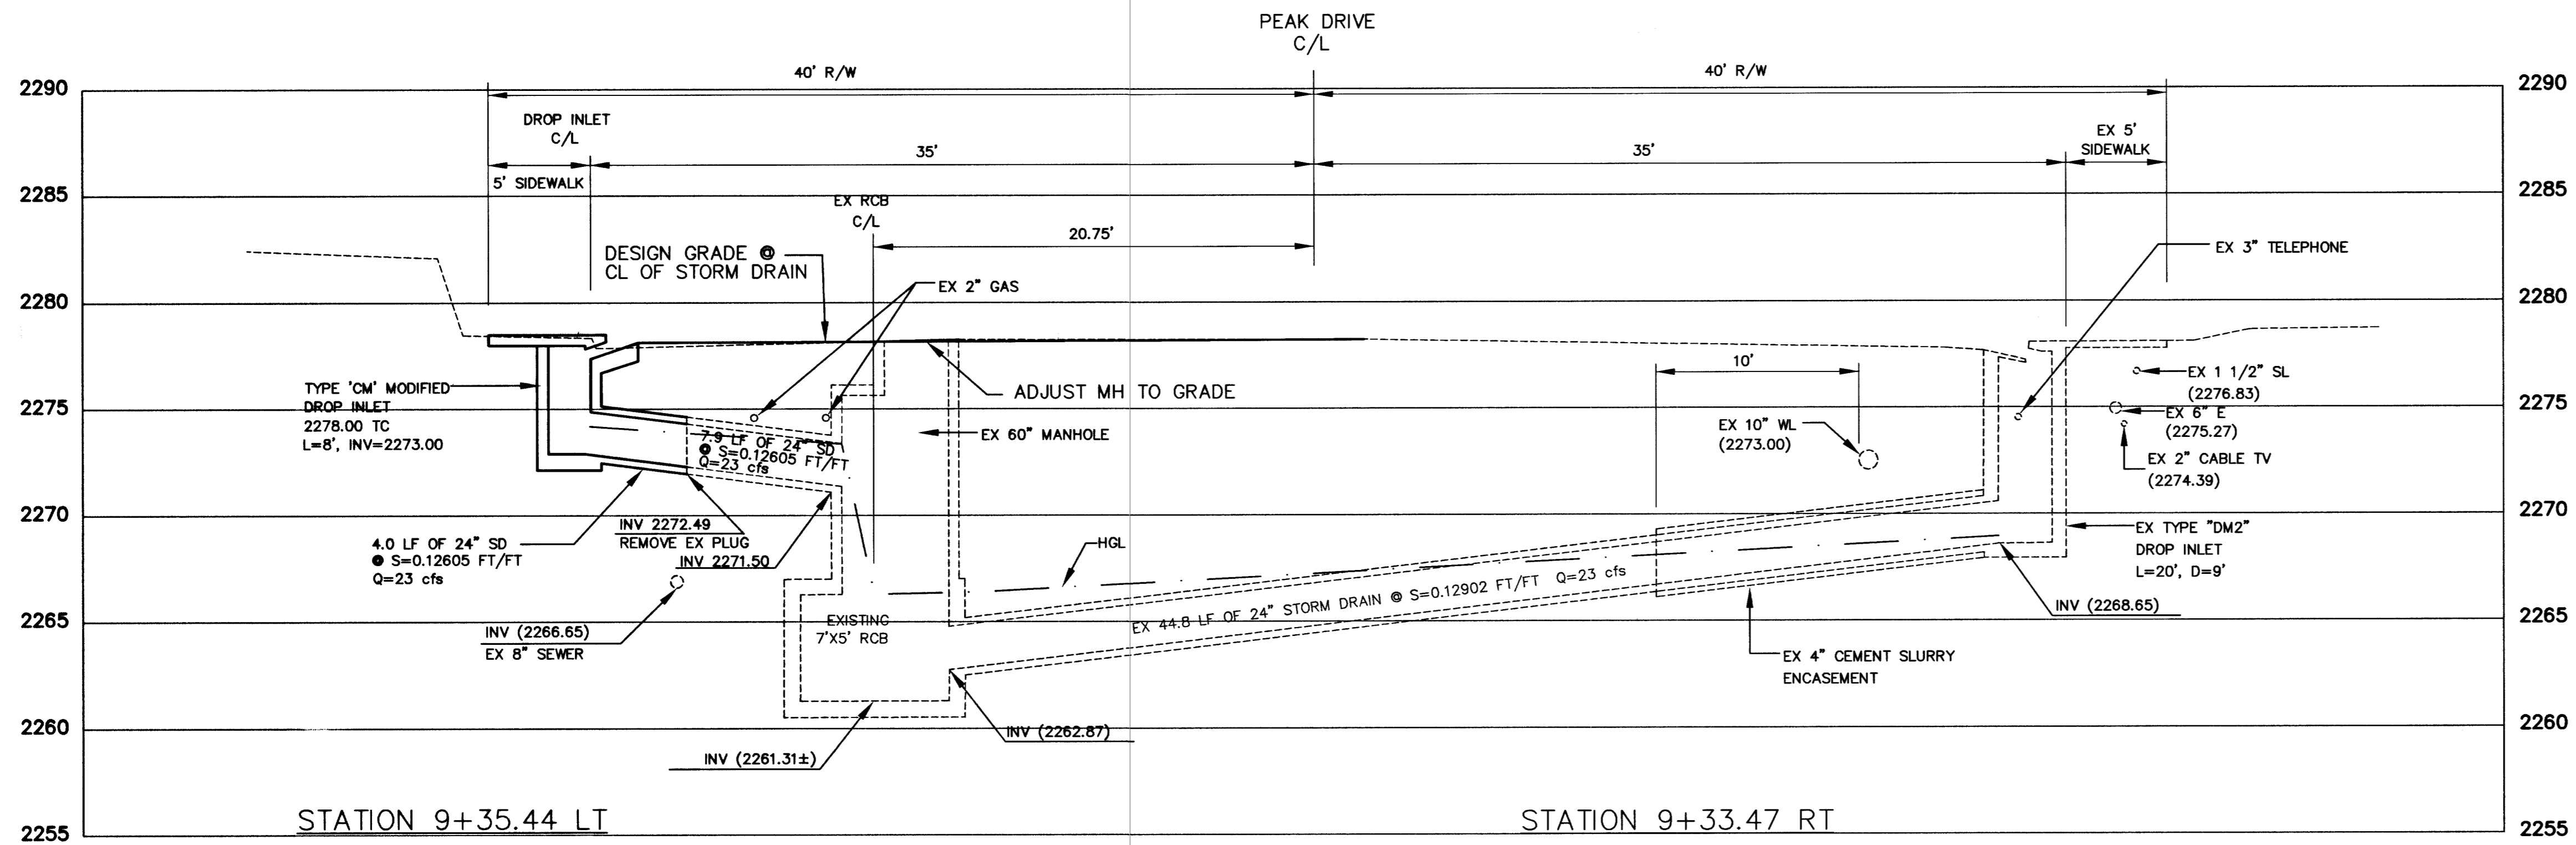 PEAK DRIVE
C/L
40' R/W
40' R/W
2290
2290
DROP INLET
C/L
EX 5'
SIDEWALK
35'
35'
5' SIDEWALK
2285
2285
EX RCB
C/L
20.75'
DESIGN GRADE @
CL OF STORM DRAIN
EX 3" TELEPHONE
EX 2" GAS
2280
2280
10'
TYPE 'CM' MODIFIED
DROP INLET
2278.00 TC
L=8', INV=2273.00
ADJUST MH TO GRADE
EX 1 1/2" SL
(2276.83)
2275
2275
EX 6" E
(2275.27)
EX 10" WL
(2273.00)
EX 60" MANHOLE
7.9 LF OF 24" SD
@ S=0.12605 FT/FT
Q=23 cfs
EX 2" CABLE TV
(2274.39)
2270
2270
INV 2272.49
REMOVE EX PLUG
INV 2271.50
4.0 LF OF 24" SD
@ S=0.12605 FT/FT
Q=23 cfs
HGL
EX TYPE "DM2"
DROP INLET
L=20', D=9'
EX 44.8 LF OF 24" STORM DRAIN @ S=0.12902 FT/FT Q=23 cfs
INV (2268.65)
2265
2265
EXISTING
7'X5' RCB
INV (2266.65)
EX 8" SEWER
EX 4" CEMENT SLURRY
ENCASEMENT
2260
2260
INV (2262.87)
INV (2261.31±)
STATION 9+35.44 LT
STATION 9+33.47 RT
2255
2255